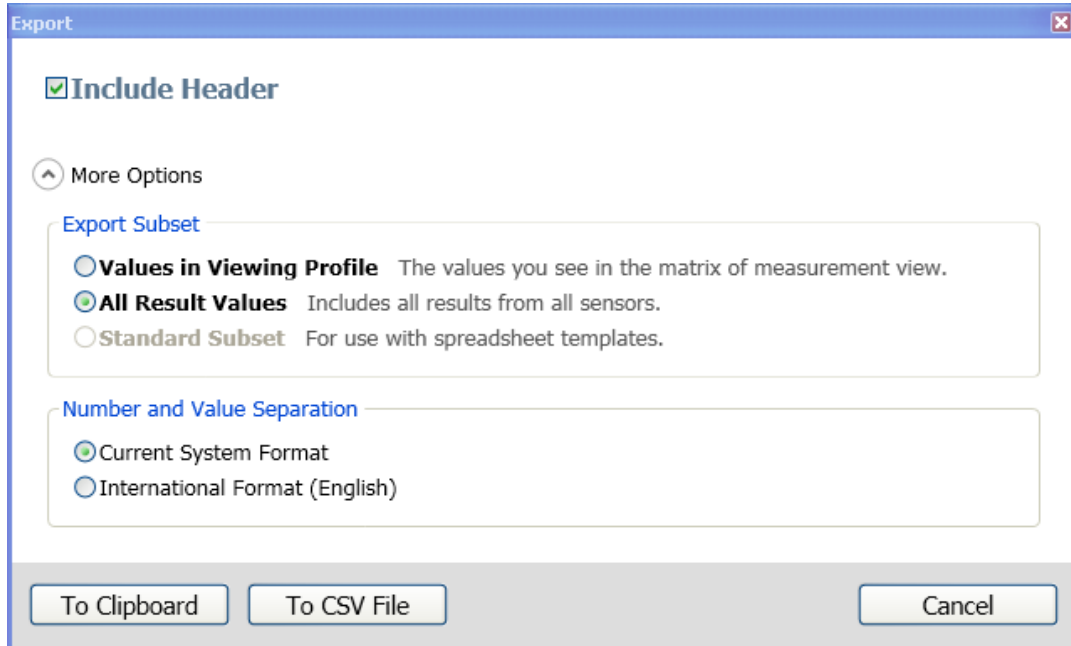 Export
Include Header
More Options
Export Subset
Values in Viewing Profile The values you see in the matrix of measurement view.
All Result Values Includes all results from all sensors.
Standard Subset For use with spreadsheet templates.
Number and Value Separation
Current System Format
International Format (English)
To Clipboard To CSV File Cancel